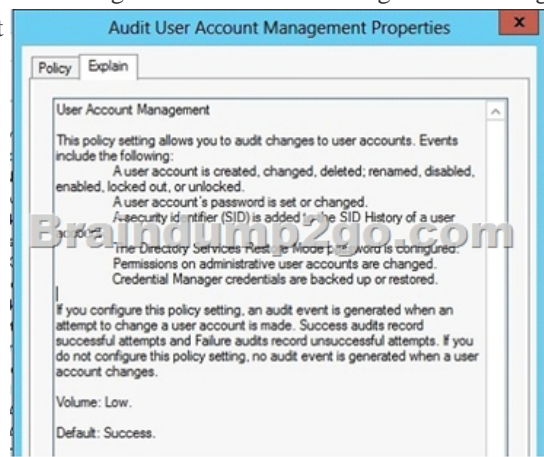 Audit User Account Management Properties
x
Policy
Explain
User Account Management
This policy setting allows you to audit changes to user accounts. Events
include the following:
A user account is created, changed, deleted; renamed, disabled,
enabled, locked out, or unlocked.
A user account's password is set or changed.
A security identifier (SID) is added to the SID History of a user
Braindump2go.com
The Directory Services Restore Mode password is configured.
Permissions on administrative user accounts are changed.
Credential Manager credentials are backed up or restored.
If you configure this policy setting, an audit event is generated when an
attempt to change a user account is made. Success audits record
successful attempts and Failure audits record unsuccessful attempts. If you
do not configure this policy setting, no audit event is generated when a user
account changes.
Volume: Low.
Default: Success.